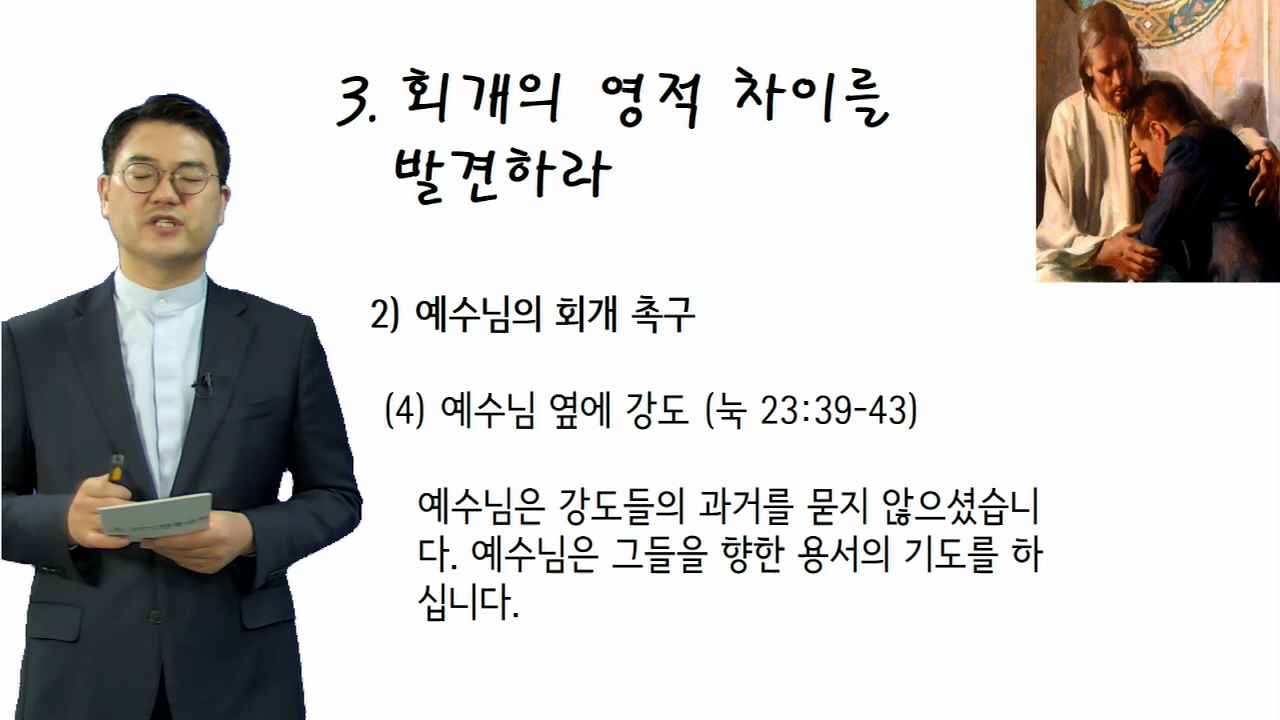 3. 회개의 영적 차이를
발견하라
2) 예수님의 회개 촉구
(4) 예수님 옆에 강도 (눅 23:39-43)
예수님은 강도들의 과거를 묻지 않으셨습니
다. 예수님은 그들을 향한 용서의 기도를 하
십니다.